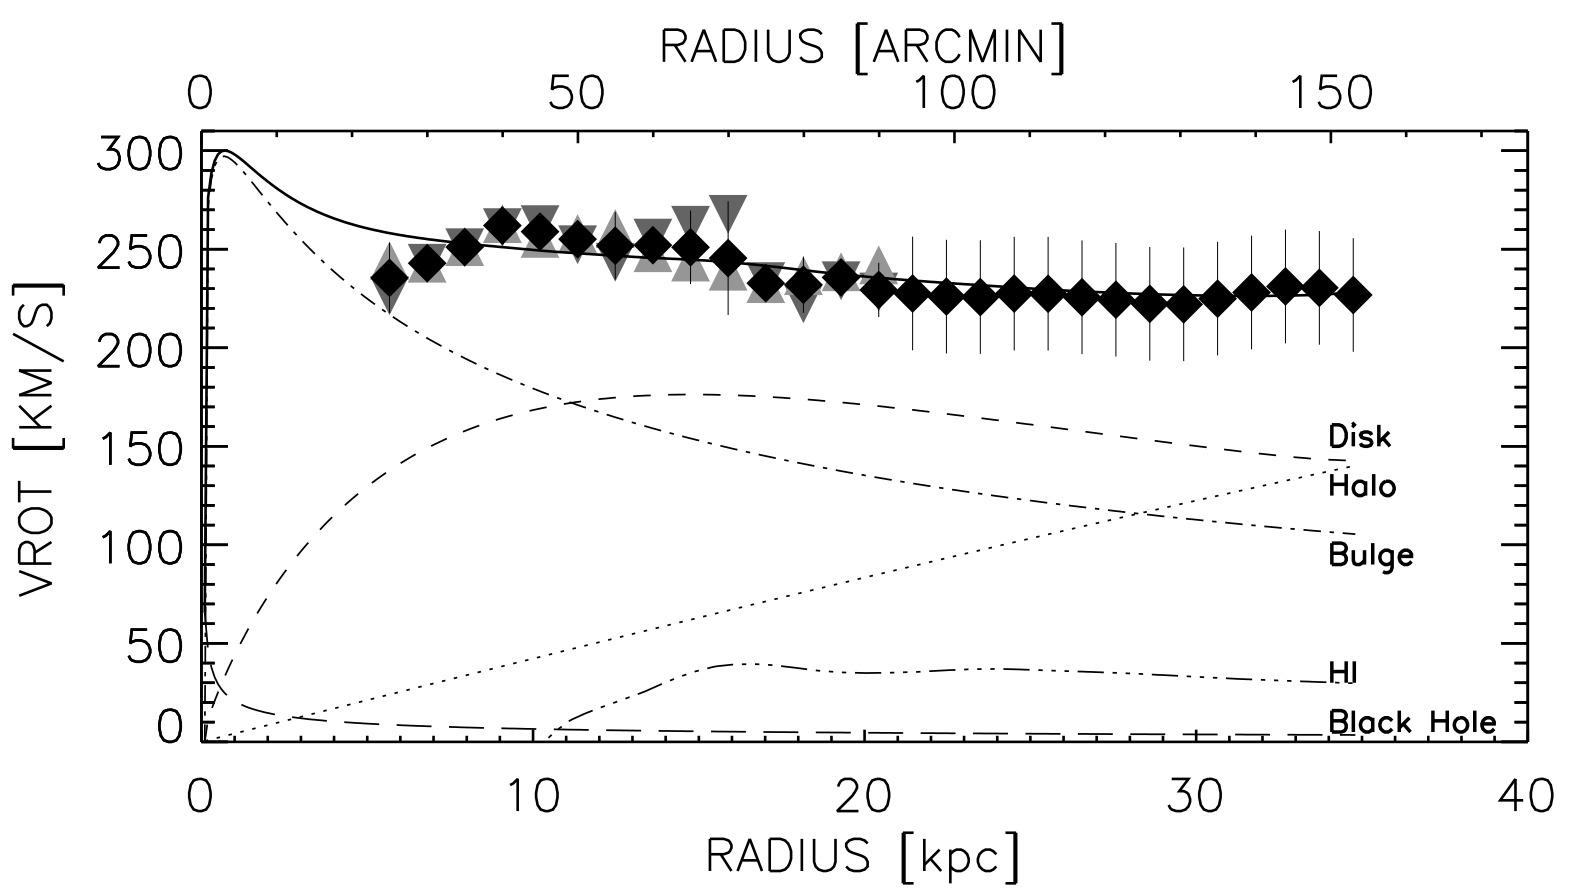 RADIUS [ARCMIN]
0 50 100 150
300
250
200
150
100
50
0
VROT [KM/S]
Disk
Halo
Bulge
HI
Black Hole
0 10 20 30 40
RADIUS [kpc]